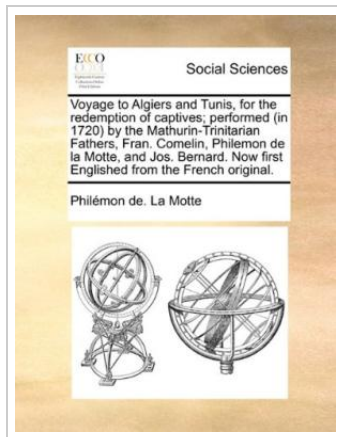 ECCO
Social Sciences
Voyage to Algiers and Tunis, for the
redemption of captives; performed (in
1720) by the Mathurin-Trinitarian
Fathers, Fran. Comelin, Philemon de
la Motte, and Jos. Bernard. Now first
Englished from the French original.
Philémon de. La Motte